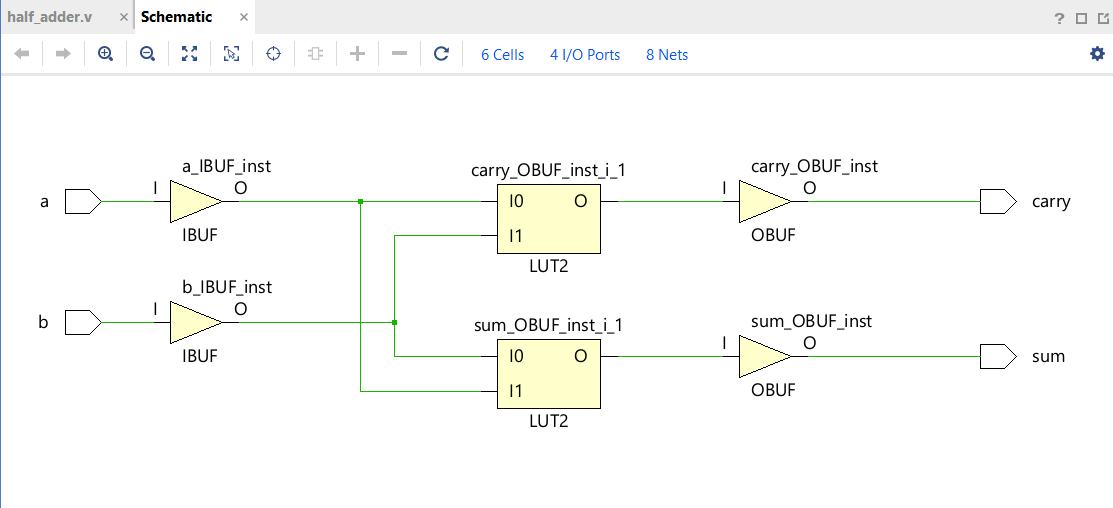 half_adder.v × Schematic × ?
6 Cells 4 I/O Ports 8 Nets
a_IBUF_inst
I O
a
IBUF
b_IBUF_inst
I O
b
IBUF
carry_OBUF_inst_i_1
I0 O
I1
LUT2
sum_OBUF_inst_i_1
I0 O
I1
LUT2
carry_OBUF_inst
I O
carry
OBUF
sum_OBUF_inst
I O
sum
OBUF